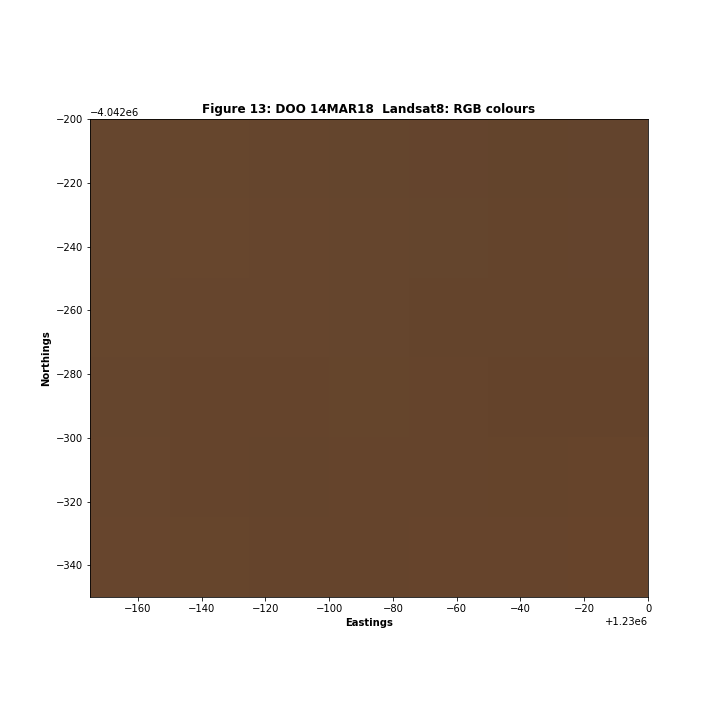 Figure 13: DOO 14MAR18  Landsat8: RGB colours
−4.042e6
−200
−220
−240
−260
−280
−300
−320
−340
Northings
−160 −140 −120 −100 −80 −60 −40 −20 0
Eastings
+1.23e6